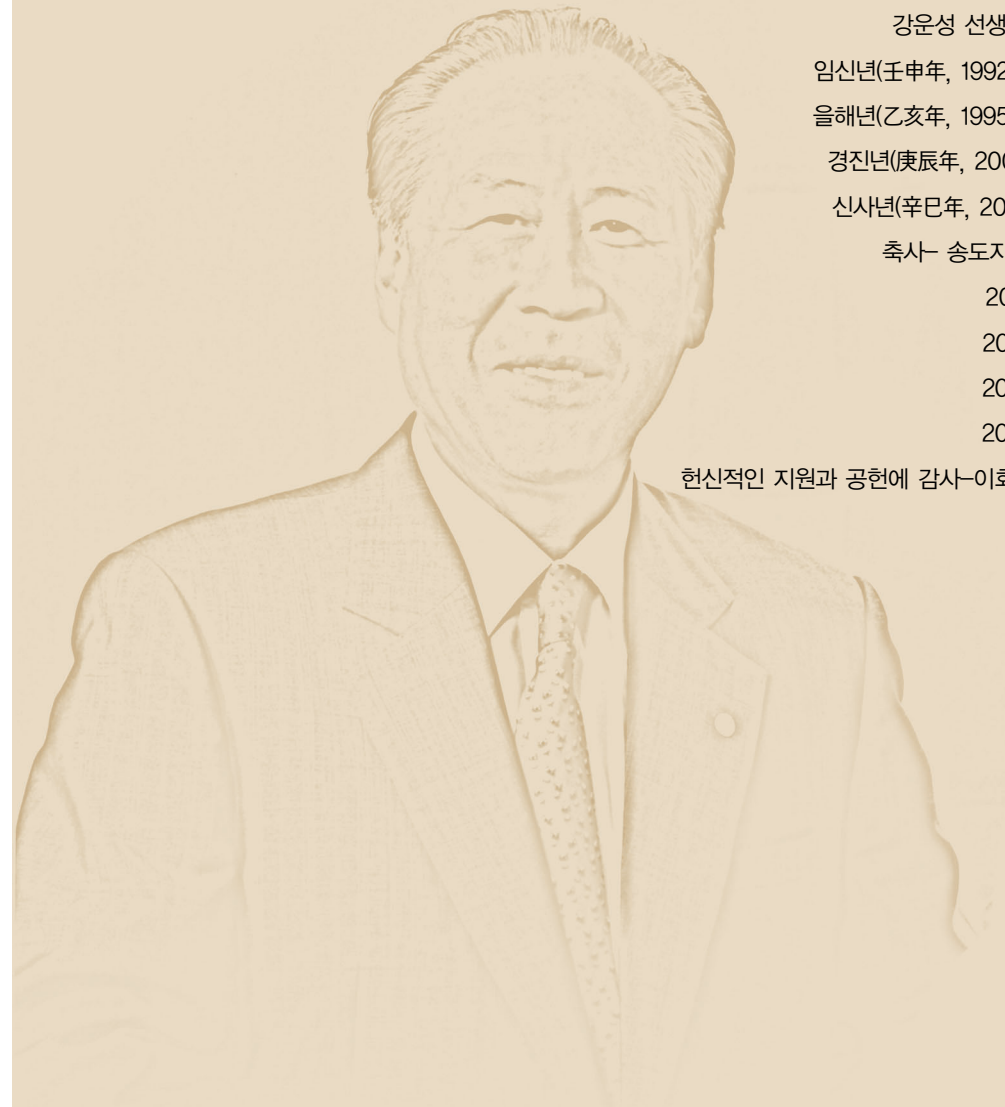 강운성 선생
임신년(壬申年, 1992
을해년(乙亥年, 1995
경진년(庚辰年, 200
신사년(辛巳年, 20
축사- 송도
20
20
20
20
헌신적인 지원과 공헌에 감사-이